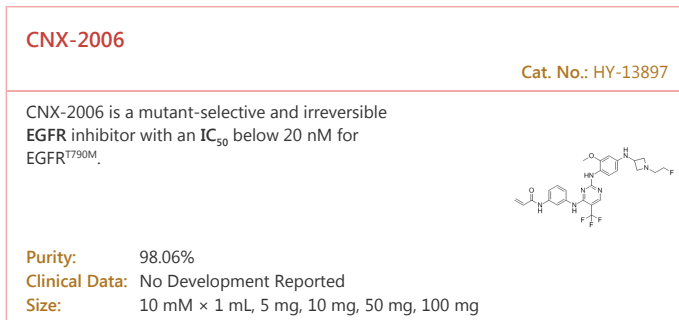 CNX-2006
Cat. No.: HY-13897
CNX-2006 is a mutant-selective and irreversible
EGFR inhibitor with an IC50 below 20 nM for
EGFRT790M.
O
HN
N
F
HN
O
N
H
N
H
N
N
F
F
F
Purity: 98.06%
Clinical Data: No Development Reported
Size: 10 mM × 1 mL, 5 mg, 10 mg, 50 mg, 100 mg